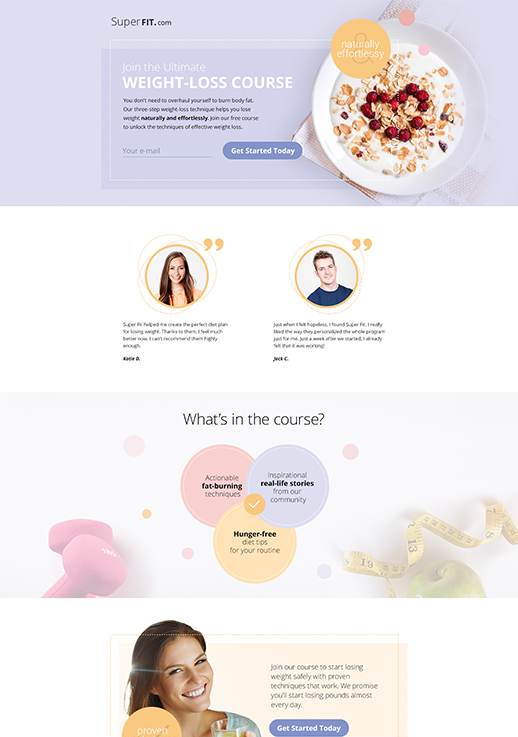 SuperFIT.com
naturally
&
effortlessy
Join the Ultimate
WEIGHT-LOSS COURSE
You don't need to overhaul yourself to burn body fat.
Our three-step weight-loss technique helps you lose
weight naturally and effortlessly. Join our free course
to unlock the techniques of effective weight loss.
Your e-mail
Get Started Today
Super Fit helped me create the perfect diet plan
for losing weight. Thanks to them, I feel much
better now. I can't recommend them highly
enough.
Katie D.
Just when I felt hopeless, I found Super Fit. I really
liked the way they personalized the whole program
just for me. Just a week after we started, I already
felt that it was working!
Jack C.
What's in the course?
Actionable
fat-burning
techniques
Inspirational
real-life stories
from our
community
Hunger-free
diet tips
for your routine
Join our course to start losing
weight safely with proven
techniques that work. We promise
you'll start losing pounds almost
every day.
proven
Get Started Today